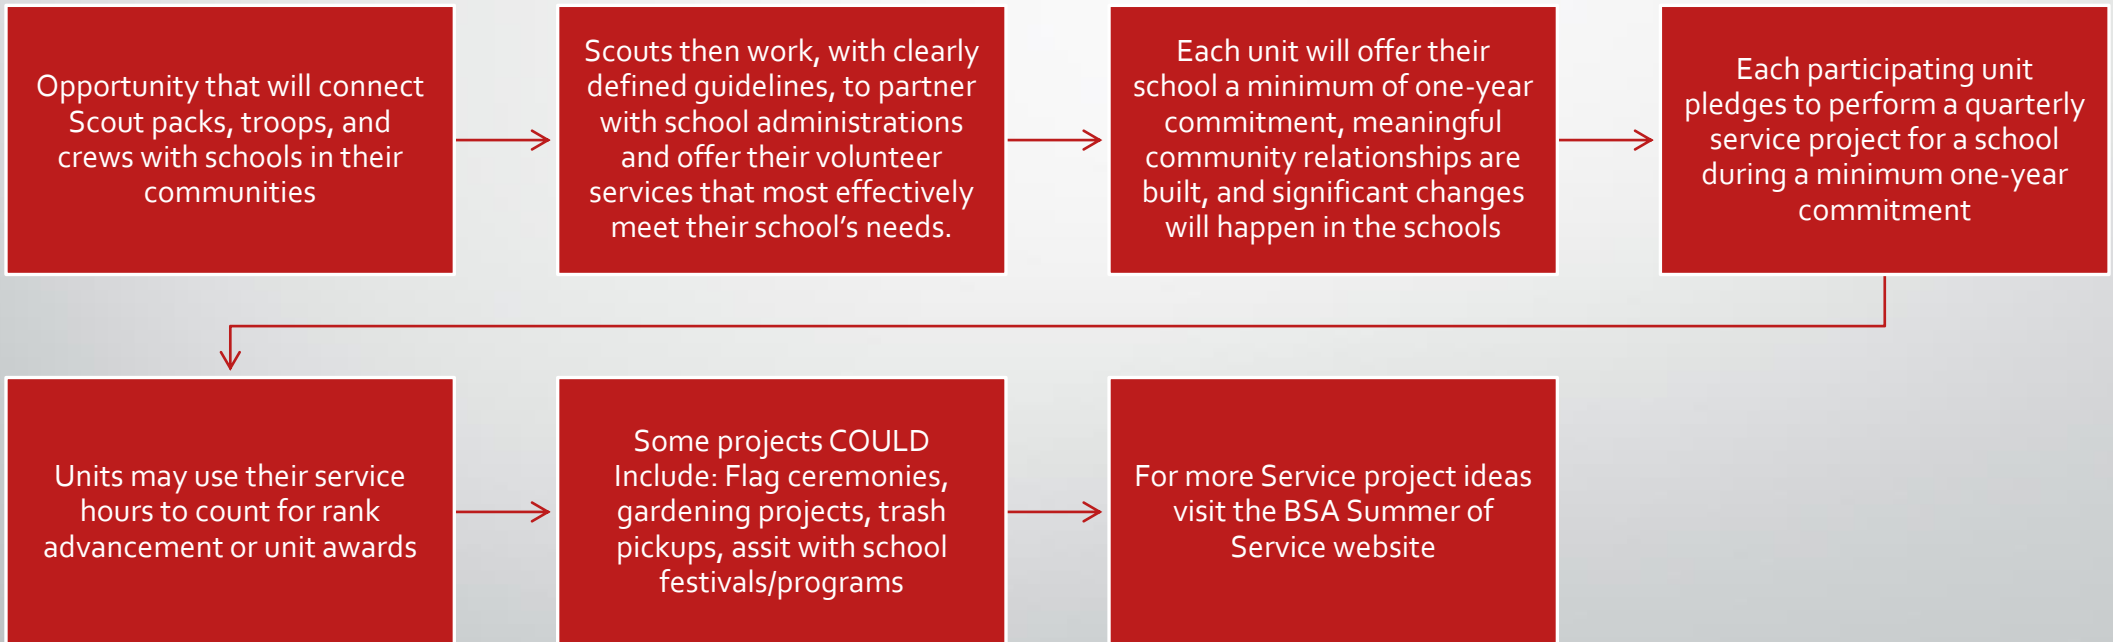 Opportunity that will connect
Scout packs, troops, and
crews with schools in their
communities
Scouts then work, with clearly
defined guidelines, to partner
with school administrations
and offer their volunteer
services that most effectively
meet their school's needs.
Each unit will offer their
school a minimum of one-year
commitment, meaningful
community relationships are
built, and significant changes
will happen in the schools
Each participating unit
pledges to perform a quarterly
service project for a school
during a minimum one-year
commitment
Units may use their service
hours to count for rank
advancement or unit awards
Some projects COULD
Include: Flag ceremonies,
gardening projects, trash
pickups, assit with school
festivals/programs
For more Service project ideas
visit the BSA Summer of
Service website